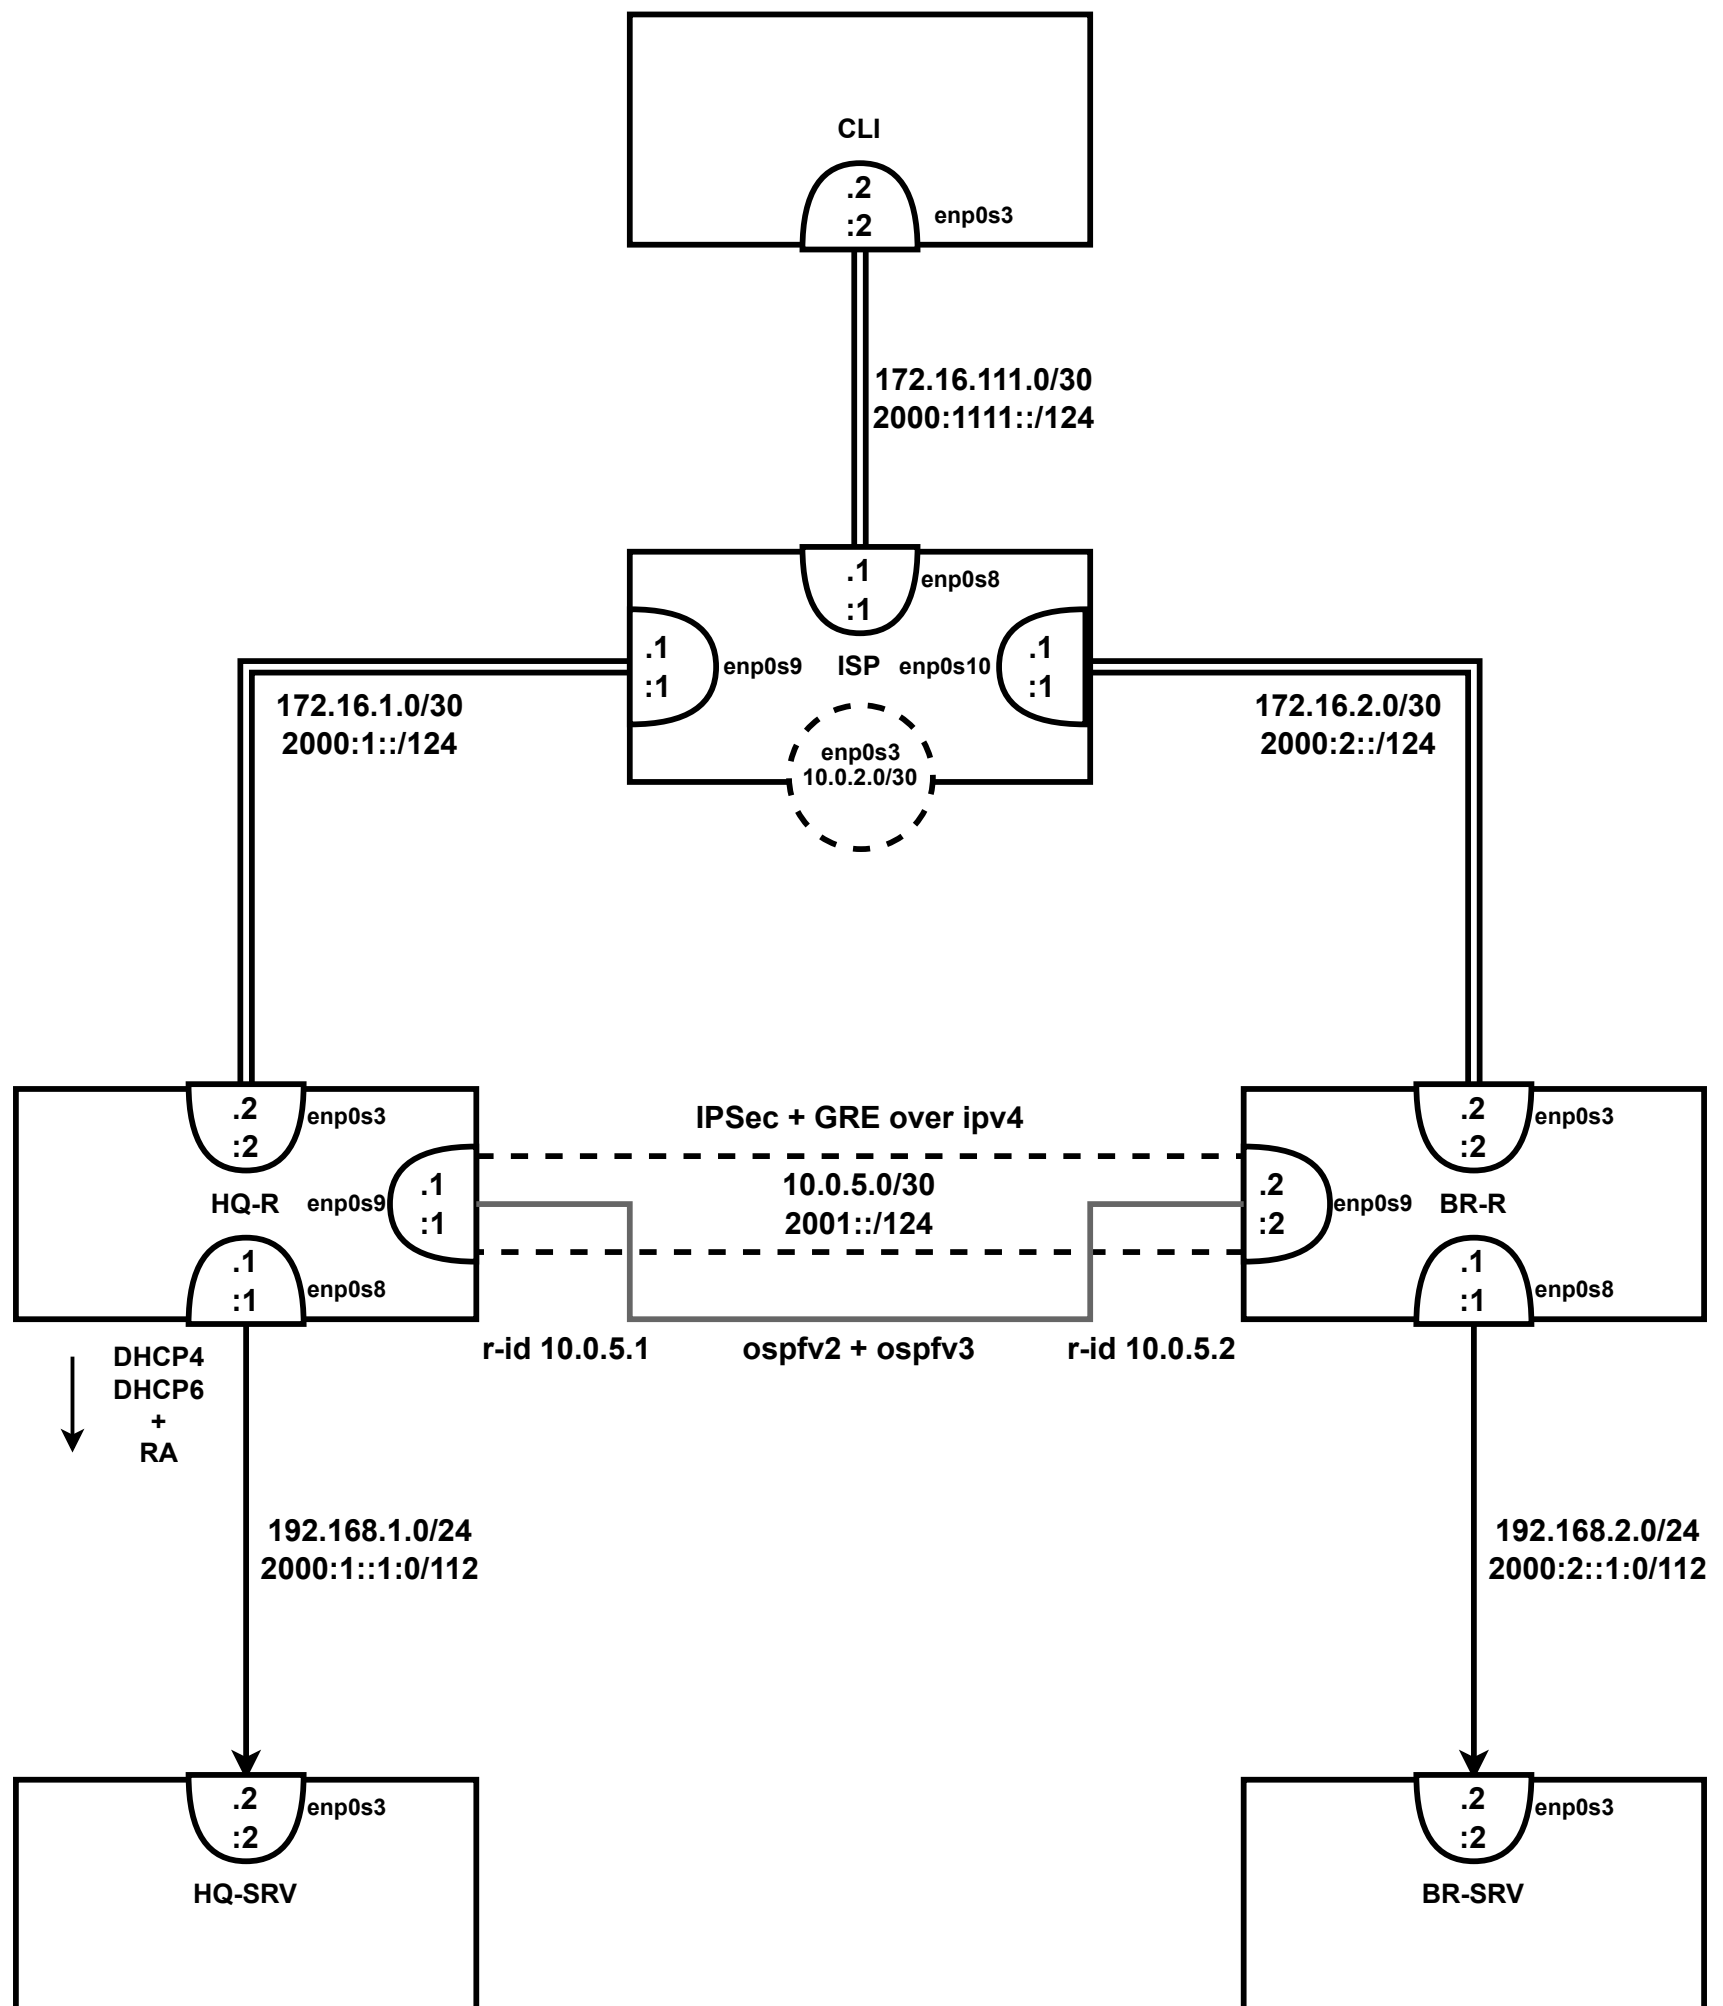 CLI
.2
:2
enp0s3
172.16.111.0/30
2000:1111::/124
.1
:1
enp0s8
.1
:1
enp0s9
ISP
enp0s10
.1
:1
172.16.1.0/30
2000:1::/124
172.16.2.0/30
2000:2::/124
enp0s3
10.0.2.0/30
.2
:2
enp0s3
HQ-R
enp0s9
.1
:1
.1
:1
enp0s8
IPSec + GRE over ipv4
10.0.5.0/30
2001::/124
.2
:2
enp0s3
.2
:2
enp0s9
BR-R
.1
:1
enp0s8
r-id 10.0.5.1
ospfv2 + ospfv3
r-id 10.0.5.2
DHCP4
DHCP6
+
RA
192.168.1.0/24
2000:1::1:0/112
192.168.2.0/24
2000:2::1:0/112
.2
:2
enp0s3
HQ-SRV
.2
:2
enp0s3
BR-SRV